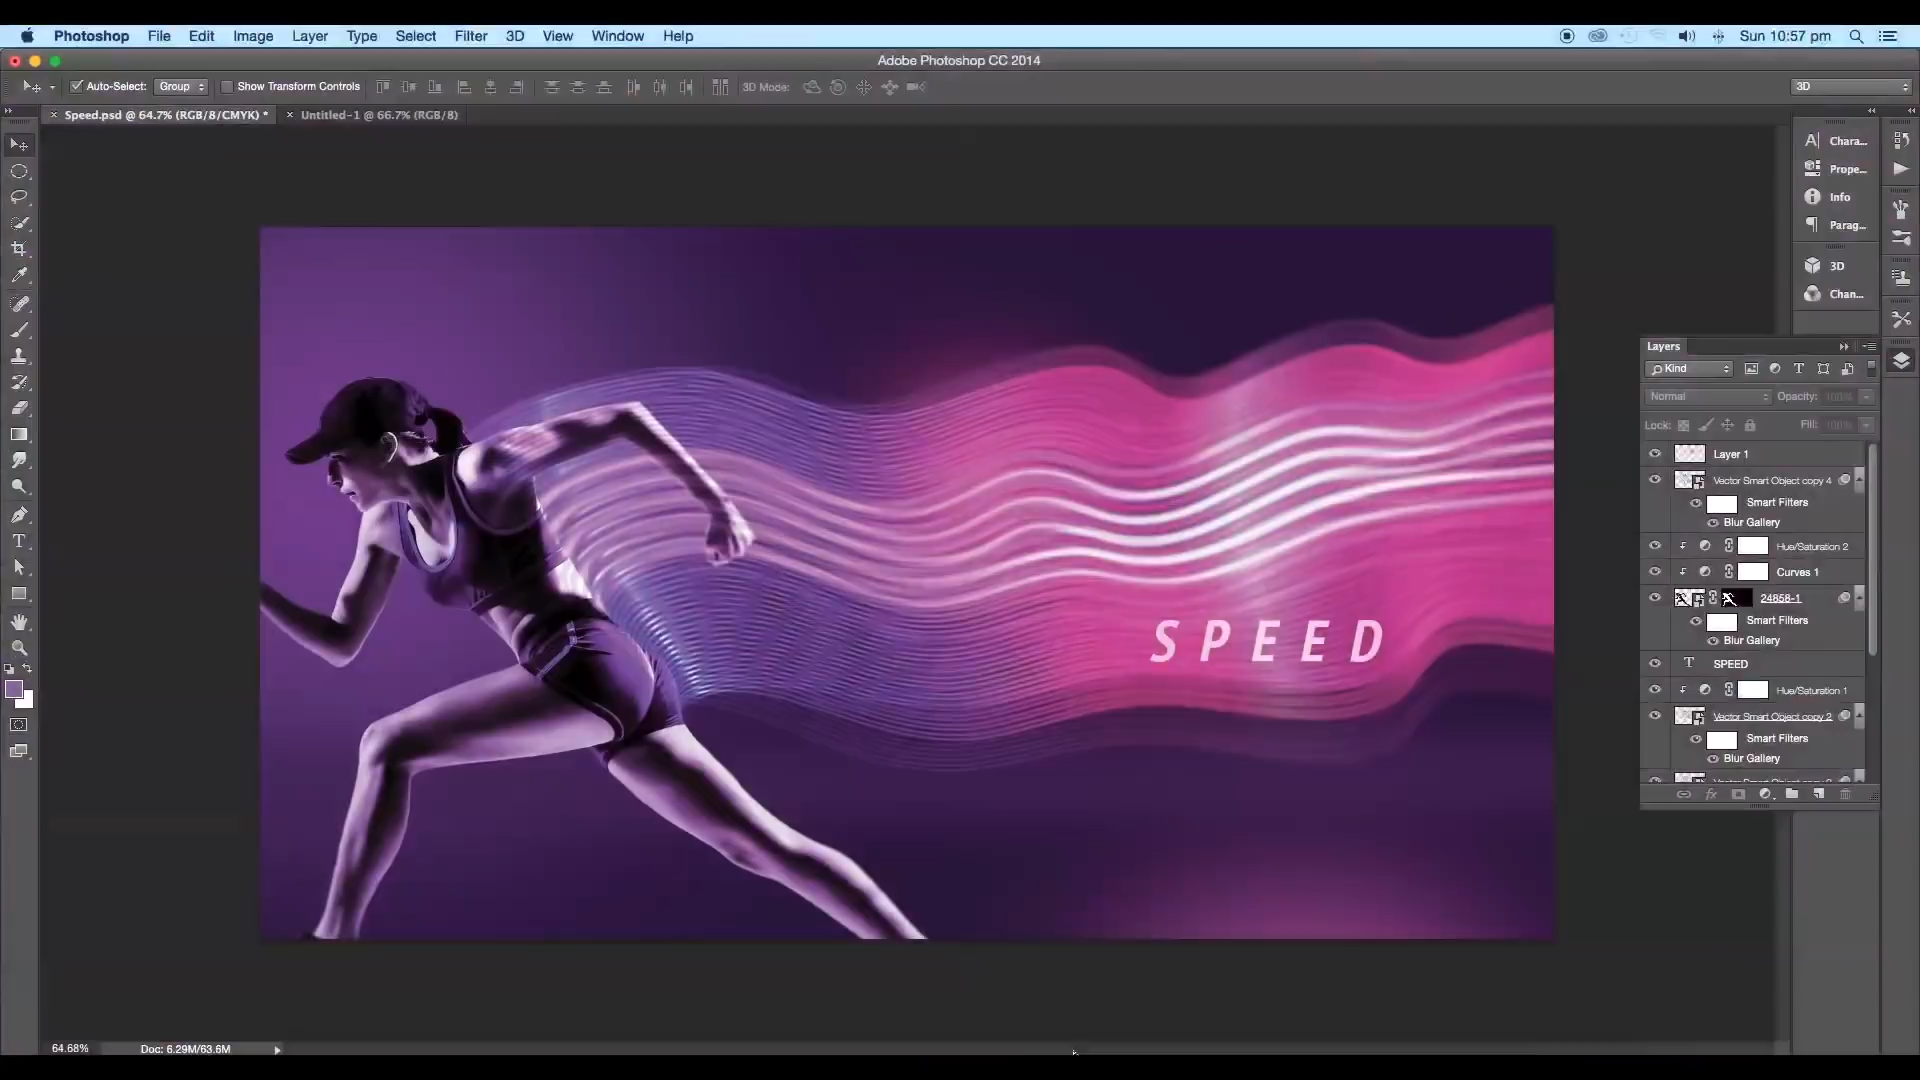 Photoshop File Edit Image Layer Type Select Filter 3D View Window Help Sun 10:57 pm
Adobe Photoshop CC 2014
Auto-Select: Group Show Transform Controls 3D Mode: 3D
Speed.psd @ 64.7% (RGB/8/CMYK) * Untitled-1 @ 66.7% (RGB/8)
Chara...
Prope...
Info
Parag...
3D
Chan...
Layers
Kind
Normal Opacity: 100%
Lock: Fill: 100%
Layer 1
Vector Smart Object copy 4
Smart Filters
Blur Gallery
Hue/Saturation 2
Curves 1
24858-1
Smart Filters
Blur Gallery
SPEED
Hue/Saturation 1
Vector Smart Object copy 2
Smart Filters
Blur Gallery
SPEED
64.68% Doc: 6.29M/63.6M